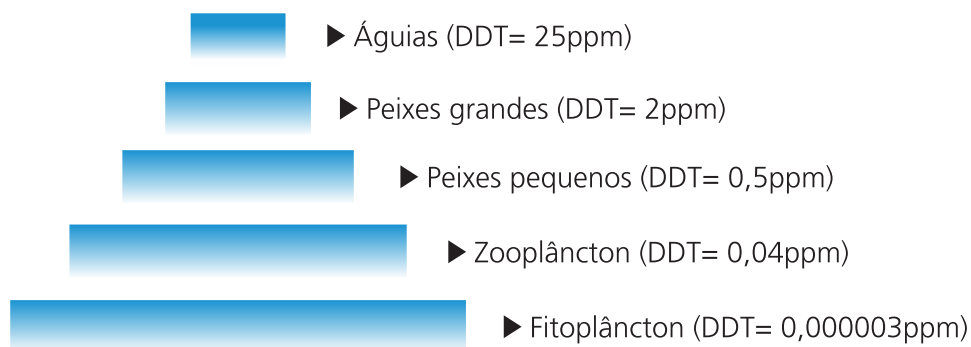 ▶ Águias (DDT= 25ppm)
▶ Peixes grandes (DDT= 2ppm)
▶ Peixes pequenos (DDT= 0,5ppm)
▶ Zooplâncton (DDT= 0,04ppm)
▶ Fitoplâncton (DDT= 0,000003ppm)